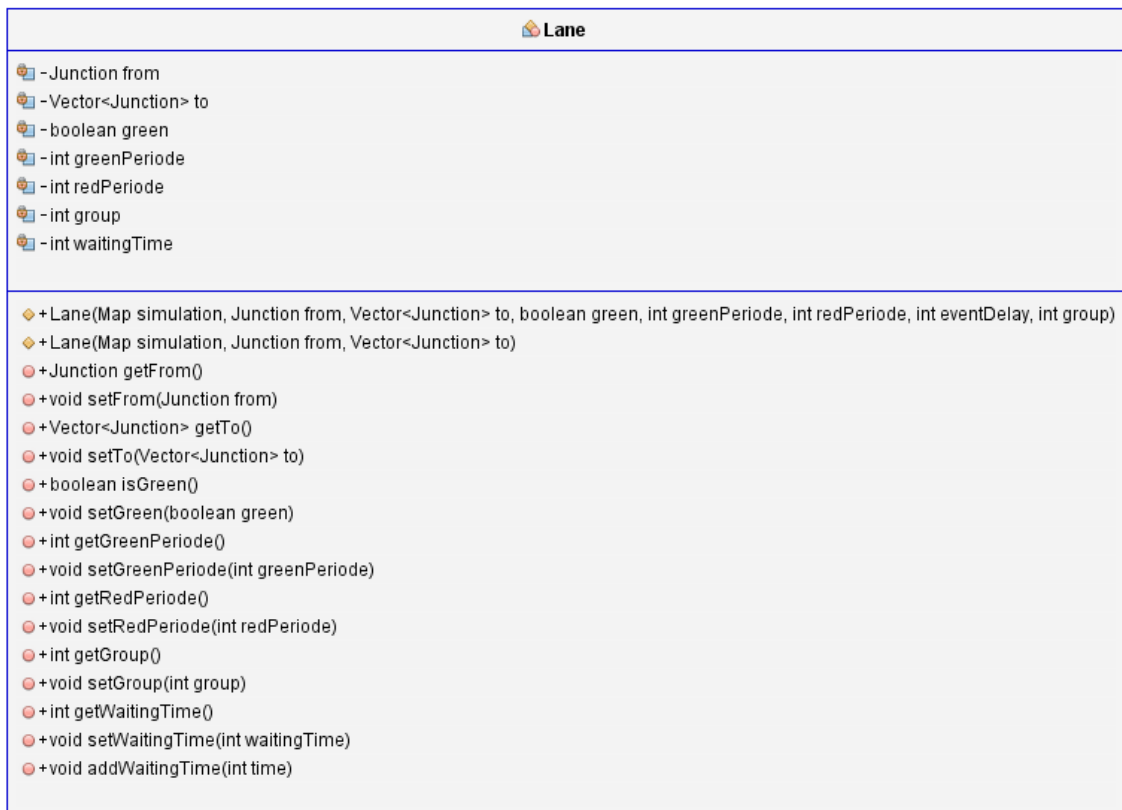 Lane
-Junction from
-Vector<Junction> to
-boolean green
-int greenPeriode
-int redPeriode
-int group
-int waitingTime
+Lane(Map simulation, Junction from, Vector<Junction> to, boolean green, int greenPeriode, int redPeriode, int eventDelay, int group)
+Lane(Map simulation, Junction from, Vector<Junction> to)
+Junction getFrom()
+void setFrom(Junction from)
+Vector<Junction> getTo()
+void setTo(Vector<Junction> to)
+boolean isGreen()
+void setGreen(boolean green)
+int getGreenPeriode()
+void setGreenPeriode(int greenPeriode)
+int getRedPeriode()
+void setRedPeriode(int redPeriode)
+int getGroup()
+void setGroup(int group)
+int getWaitingTime()
+void setWaitingTime(int waitingTime)
+void addWaitingTime(int time)